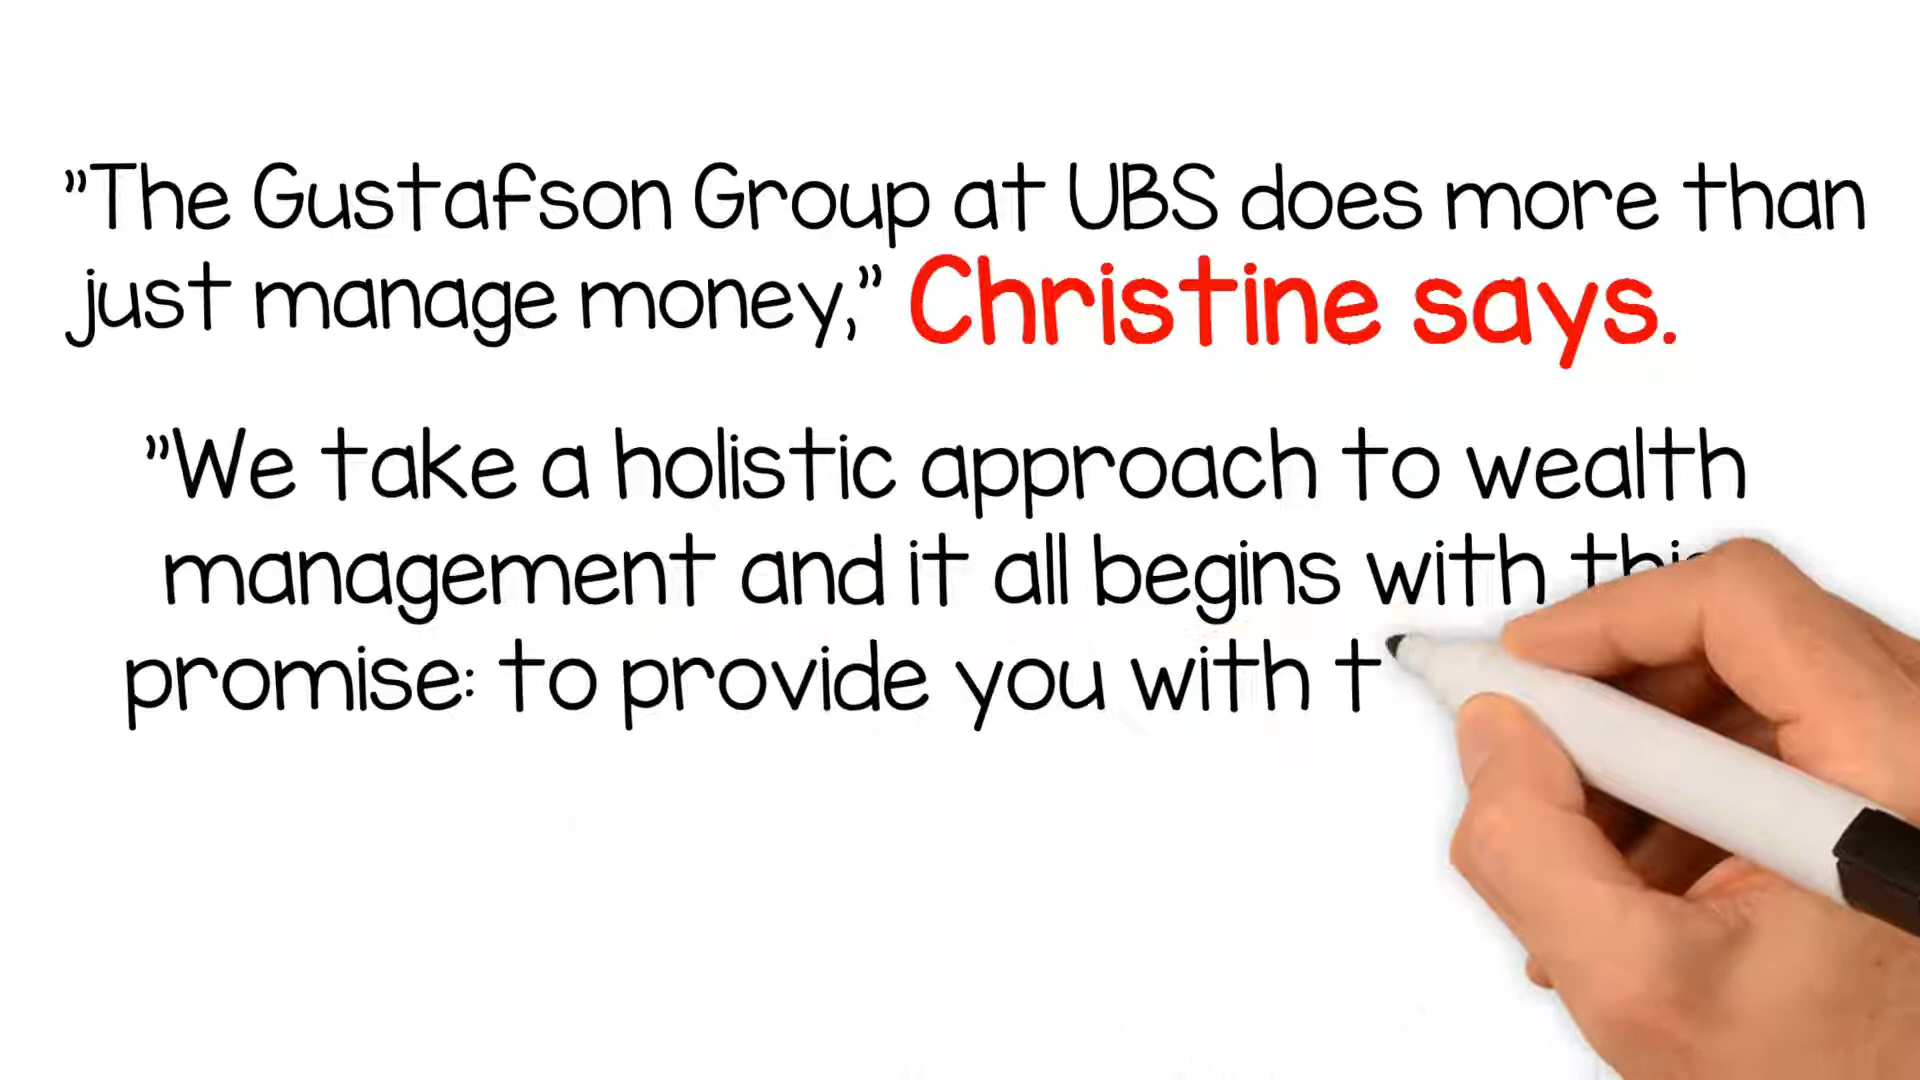 "The Gustafson Group at UBS does more than
just manage money," Christine says.
"We take a holistic approach to wealth
management and it all begins with
promise: to provide you with t